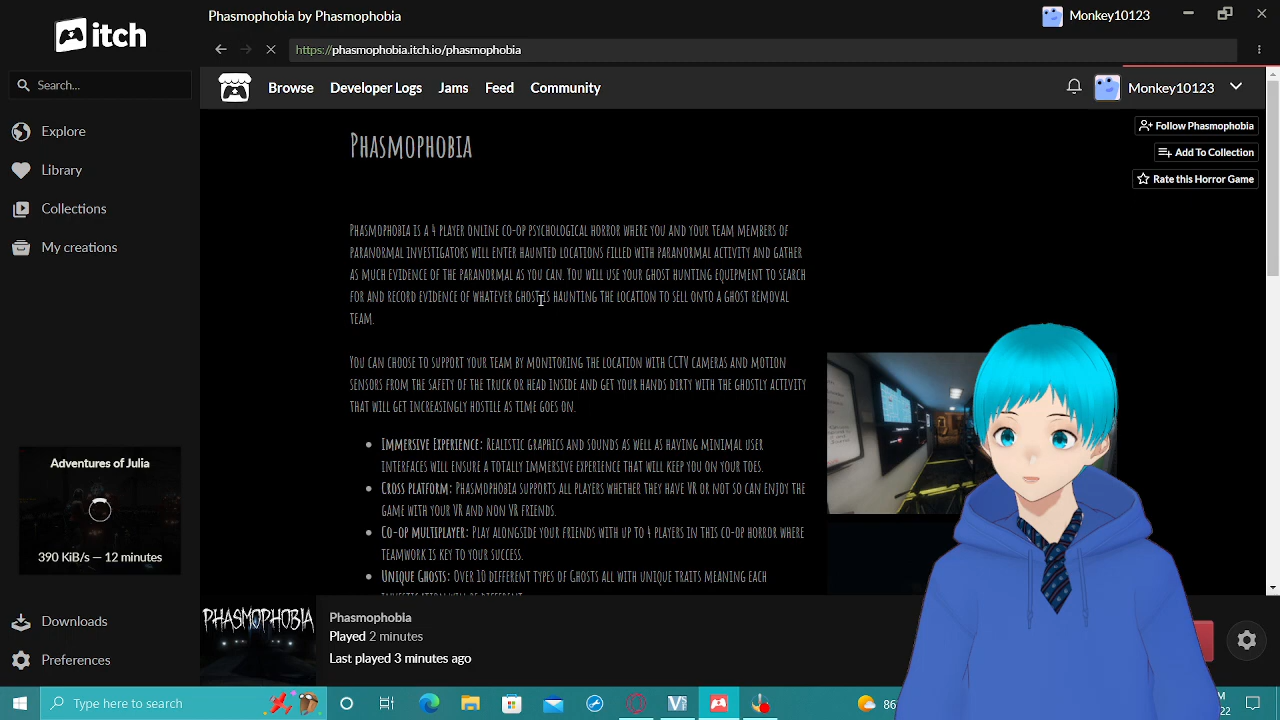 itch
Phasmophobia by Phasmophobia
Monkey10123
https://phasmophobia.itch.io/phasmophobia
Search...
Browse
Developer Logs
Jams
Feed
Community
Monkey10123
Explore
Library
Collections
My creations
Follow Phasmophobia
Add To Collection
Rate this Horror Game
Phasmophobia
Phasmophobia is a 4 player online co-op psychological horror where you and your team members of
paranormal investigators will enter haunted locations filled with paranormal activity and gather
as much evidence of the paranormal as you can. You will use your ghost hunting equipment to search
for and record evidence of whatever ghost is haunting the location to sell onto a ghost removal
team.
You can choose to support your team by monitoring the location with CCTV cameras and motion
sensors from the safety of the truck or head inside and get your hands dirty with the ghostly activity
that will get increasingly hostile as time goes on.
Immersive Experience: Realistic graphics and sounds as well as having minimal user
interfaces will ensure a totally immersive experience that will keep you on your toes.
Cross platform: Phasmophobia supports all players whether they have VR or not so can enjoy the
game with your VR and non VR friends.
Co-op multiplayer: Play alongside your friends with up to 4 players in this co-op horror where
teamwork is key to your success.
Unique Ghosts: Over 10 different types of Ghosts all with unique traits meaning each
investigation will be different.
Adventures of Julia
390 KiB/s — 12 minutes
Downloads
Preferences
PHASMOPHOBIA
Phasmophobia
Played 2 minutes
Last played 3 minutes ago
Type here to search
86
22